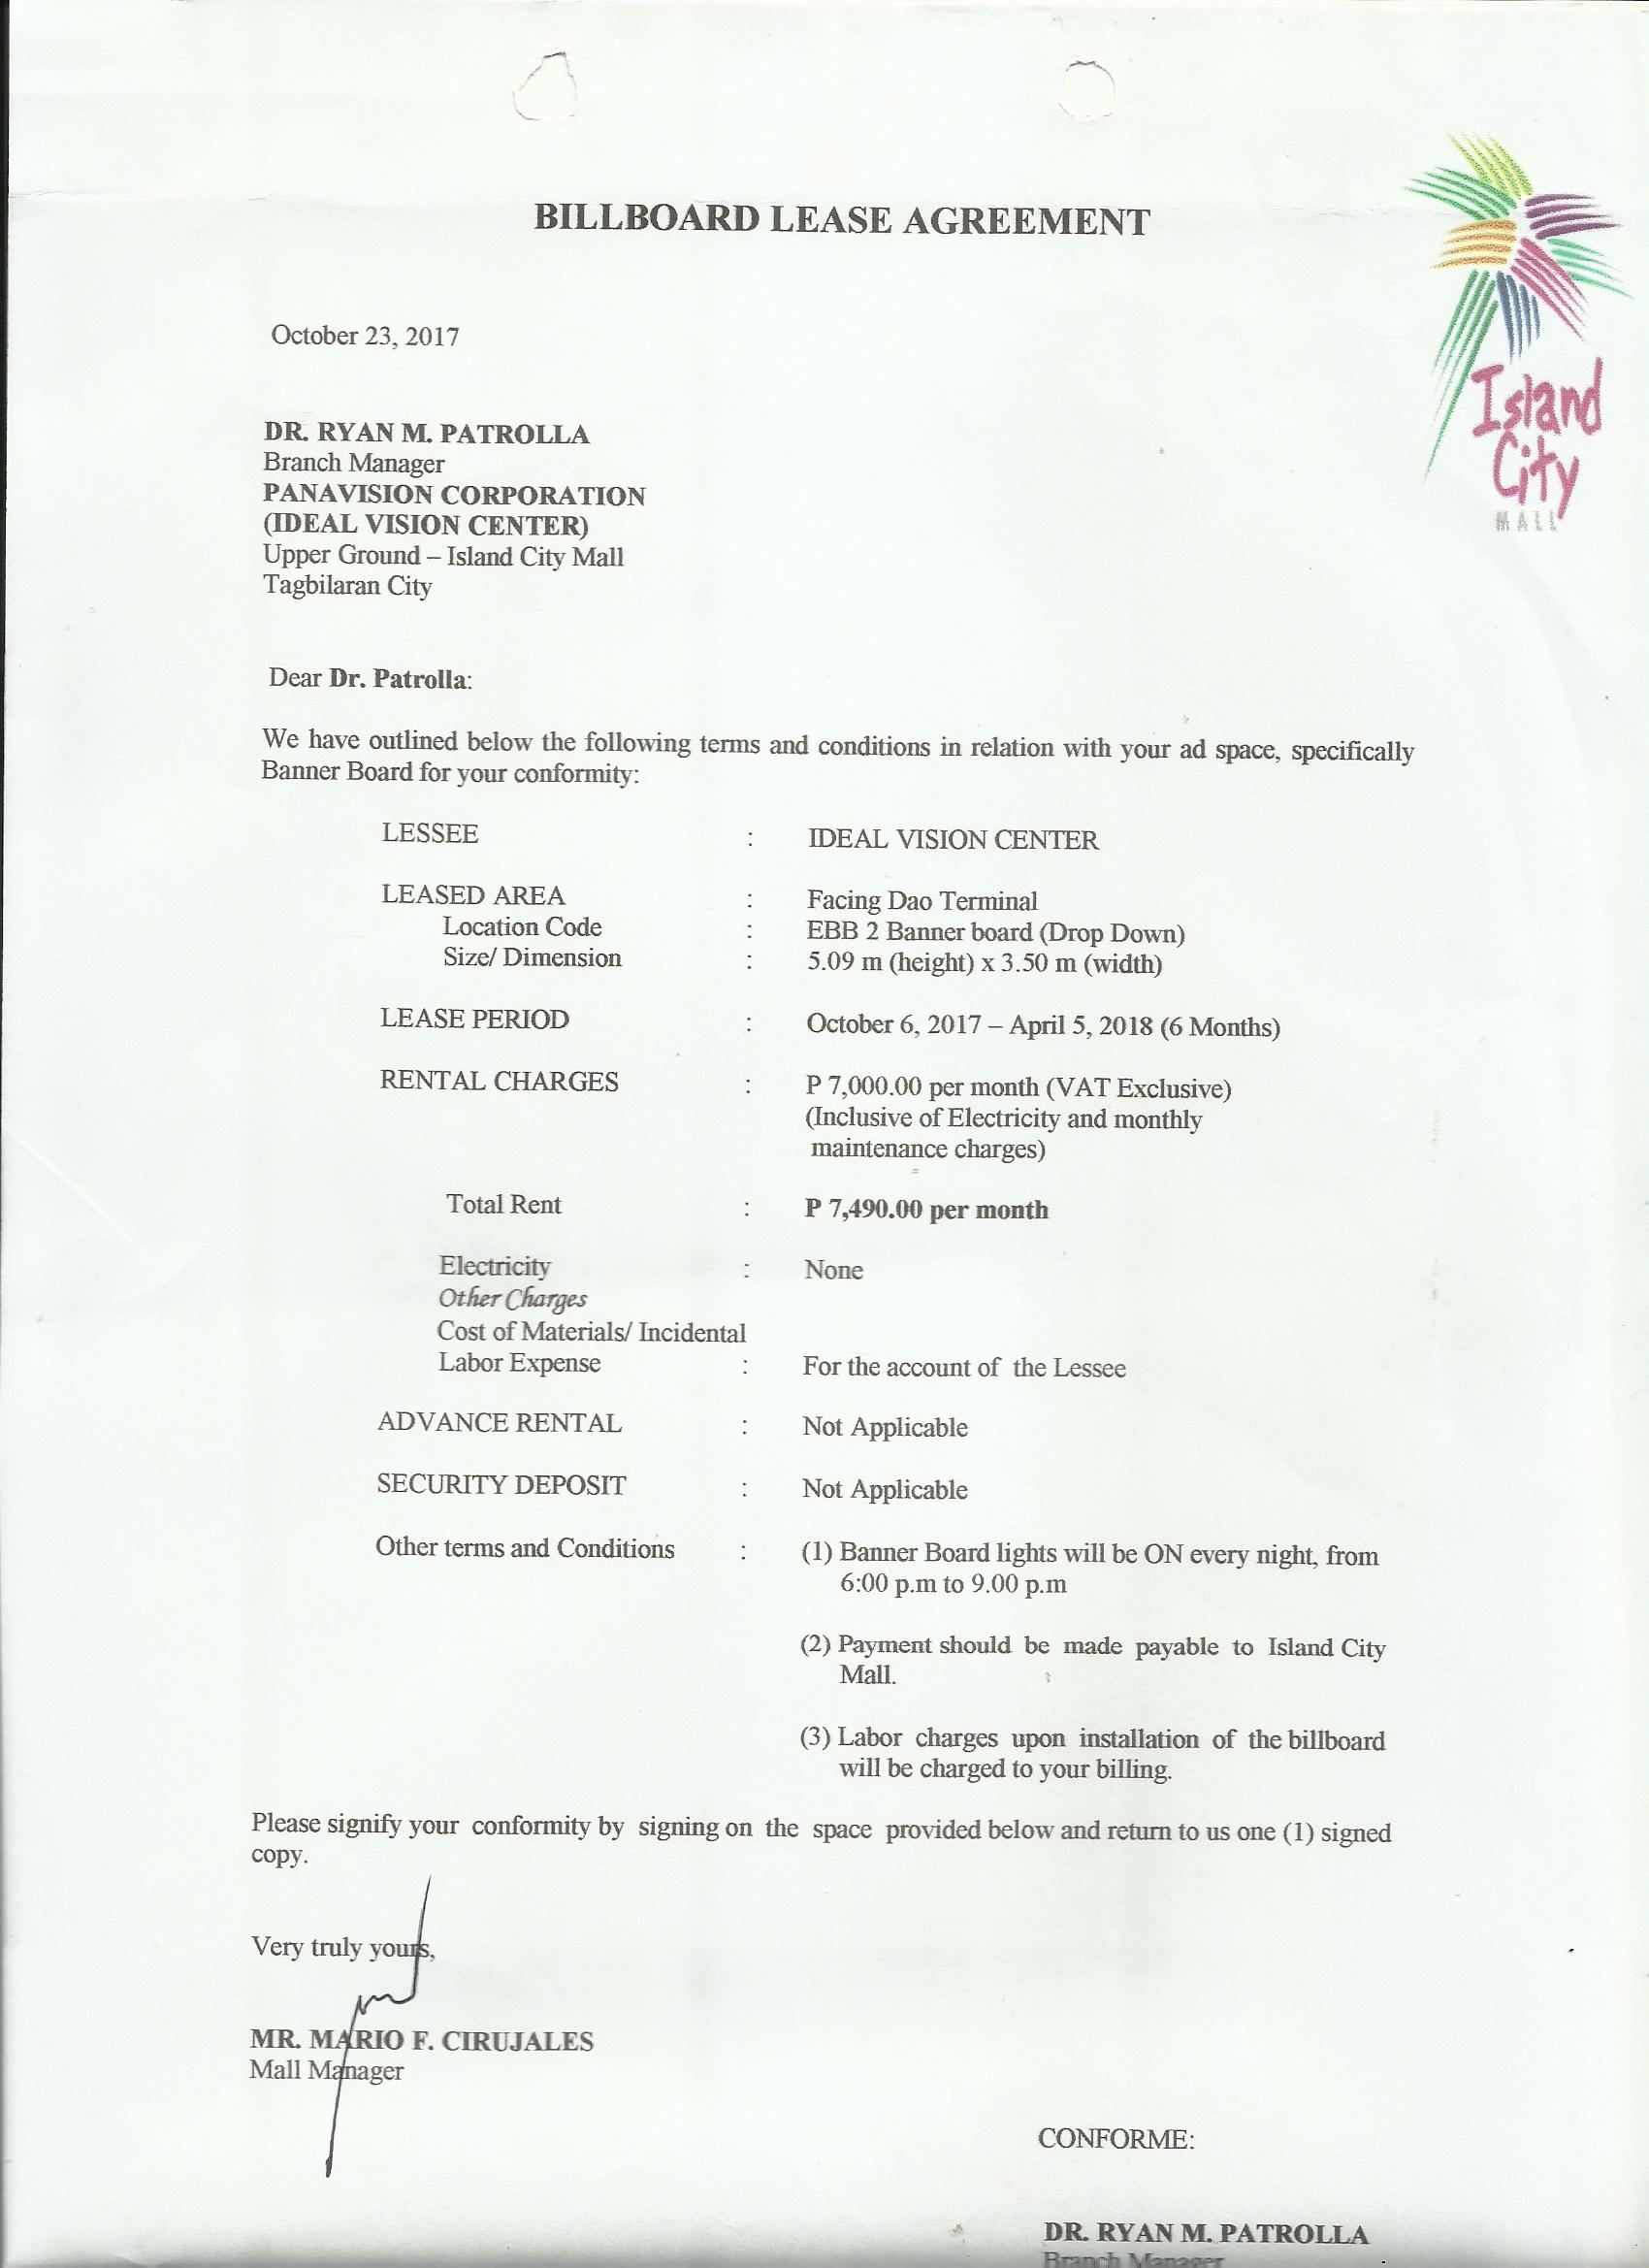 BILLBOARD LEASE AGREEMENT
Island
City
MALL
October 23, 2017
DR. RYAN M. PATROLLA
Branch Manager
PANAVISION CORPORATION
(IDEAL VISION CENTER)
Upper Ground – Island City Mall
Tagbilaran City
Dear Dr. Patrolla:
We have outlined below the following terms and conditions in relation with your ad space, specifically
Banner Board for your conformity:
LESSEE : IDEAL VISION CENTER
LEASED AREA : Facing Dao Terminal
Location Code : EBB 2 Banner board (Drop Down)
Size/ Dimension : 5.09 m (height) x 3.50 m (width)
LEASE PERIOD : October 6, 2017 – April 5, 2018 (6 Months)
RENTAL CHARGES : P 7,000.00 per month (VAT Exclusive)
(Inclusive of Electricity and monthly
maintenance charges)
Total Rent : P 7,490.00 per month
Electricity : None
Other Charges
Cost of Materials/ Incidental
Labor Expense : For the account of the Lessee
ADVANCE RENTAL : Not Applicable
SECURITY DEPOSIT : Not Applicable
Other terms and Conditions : (1) Banner Board lights will be ON every night, from
6:00 p.m to 9.00 p.m
(2) Payment should be made payable to Island City
Mall.
(3) Labor charges upon installation of the billboard
will be charged to your billing.
Please signify your conformity by signing on the space provided below and return to us one (1) signed
copy.
Very truly yours,
MR. MARIO F. CIRUJALES
Mall Manager
CONFORME:
DR. RYAN M. PATROLLA
Branch Manager